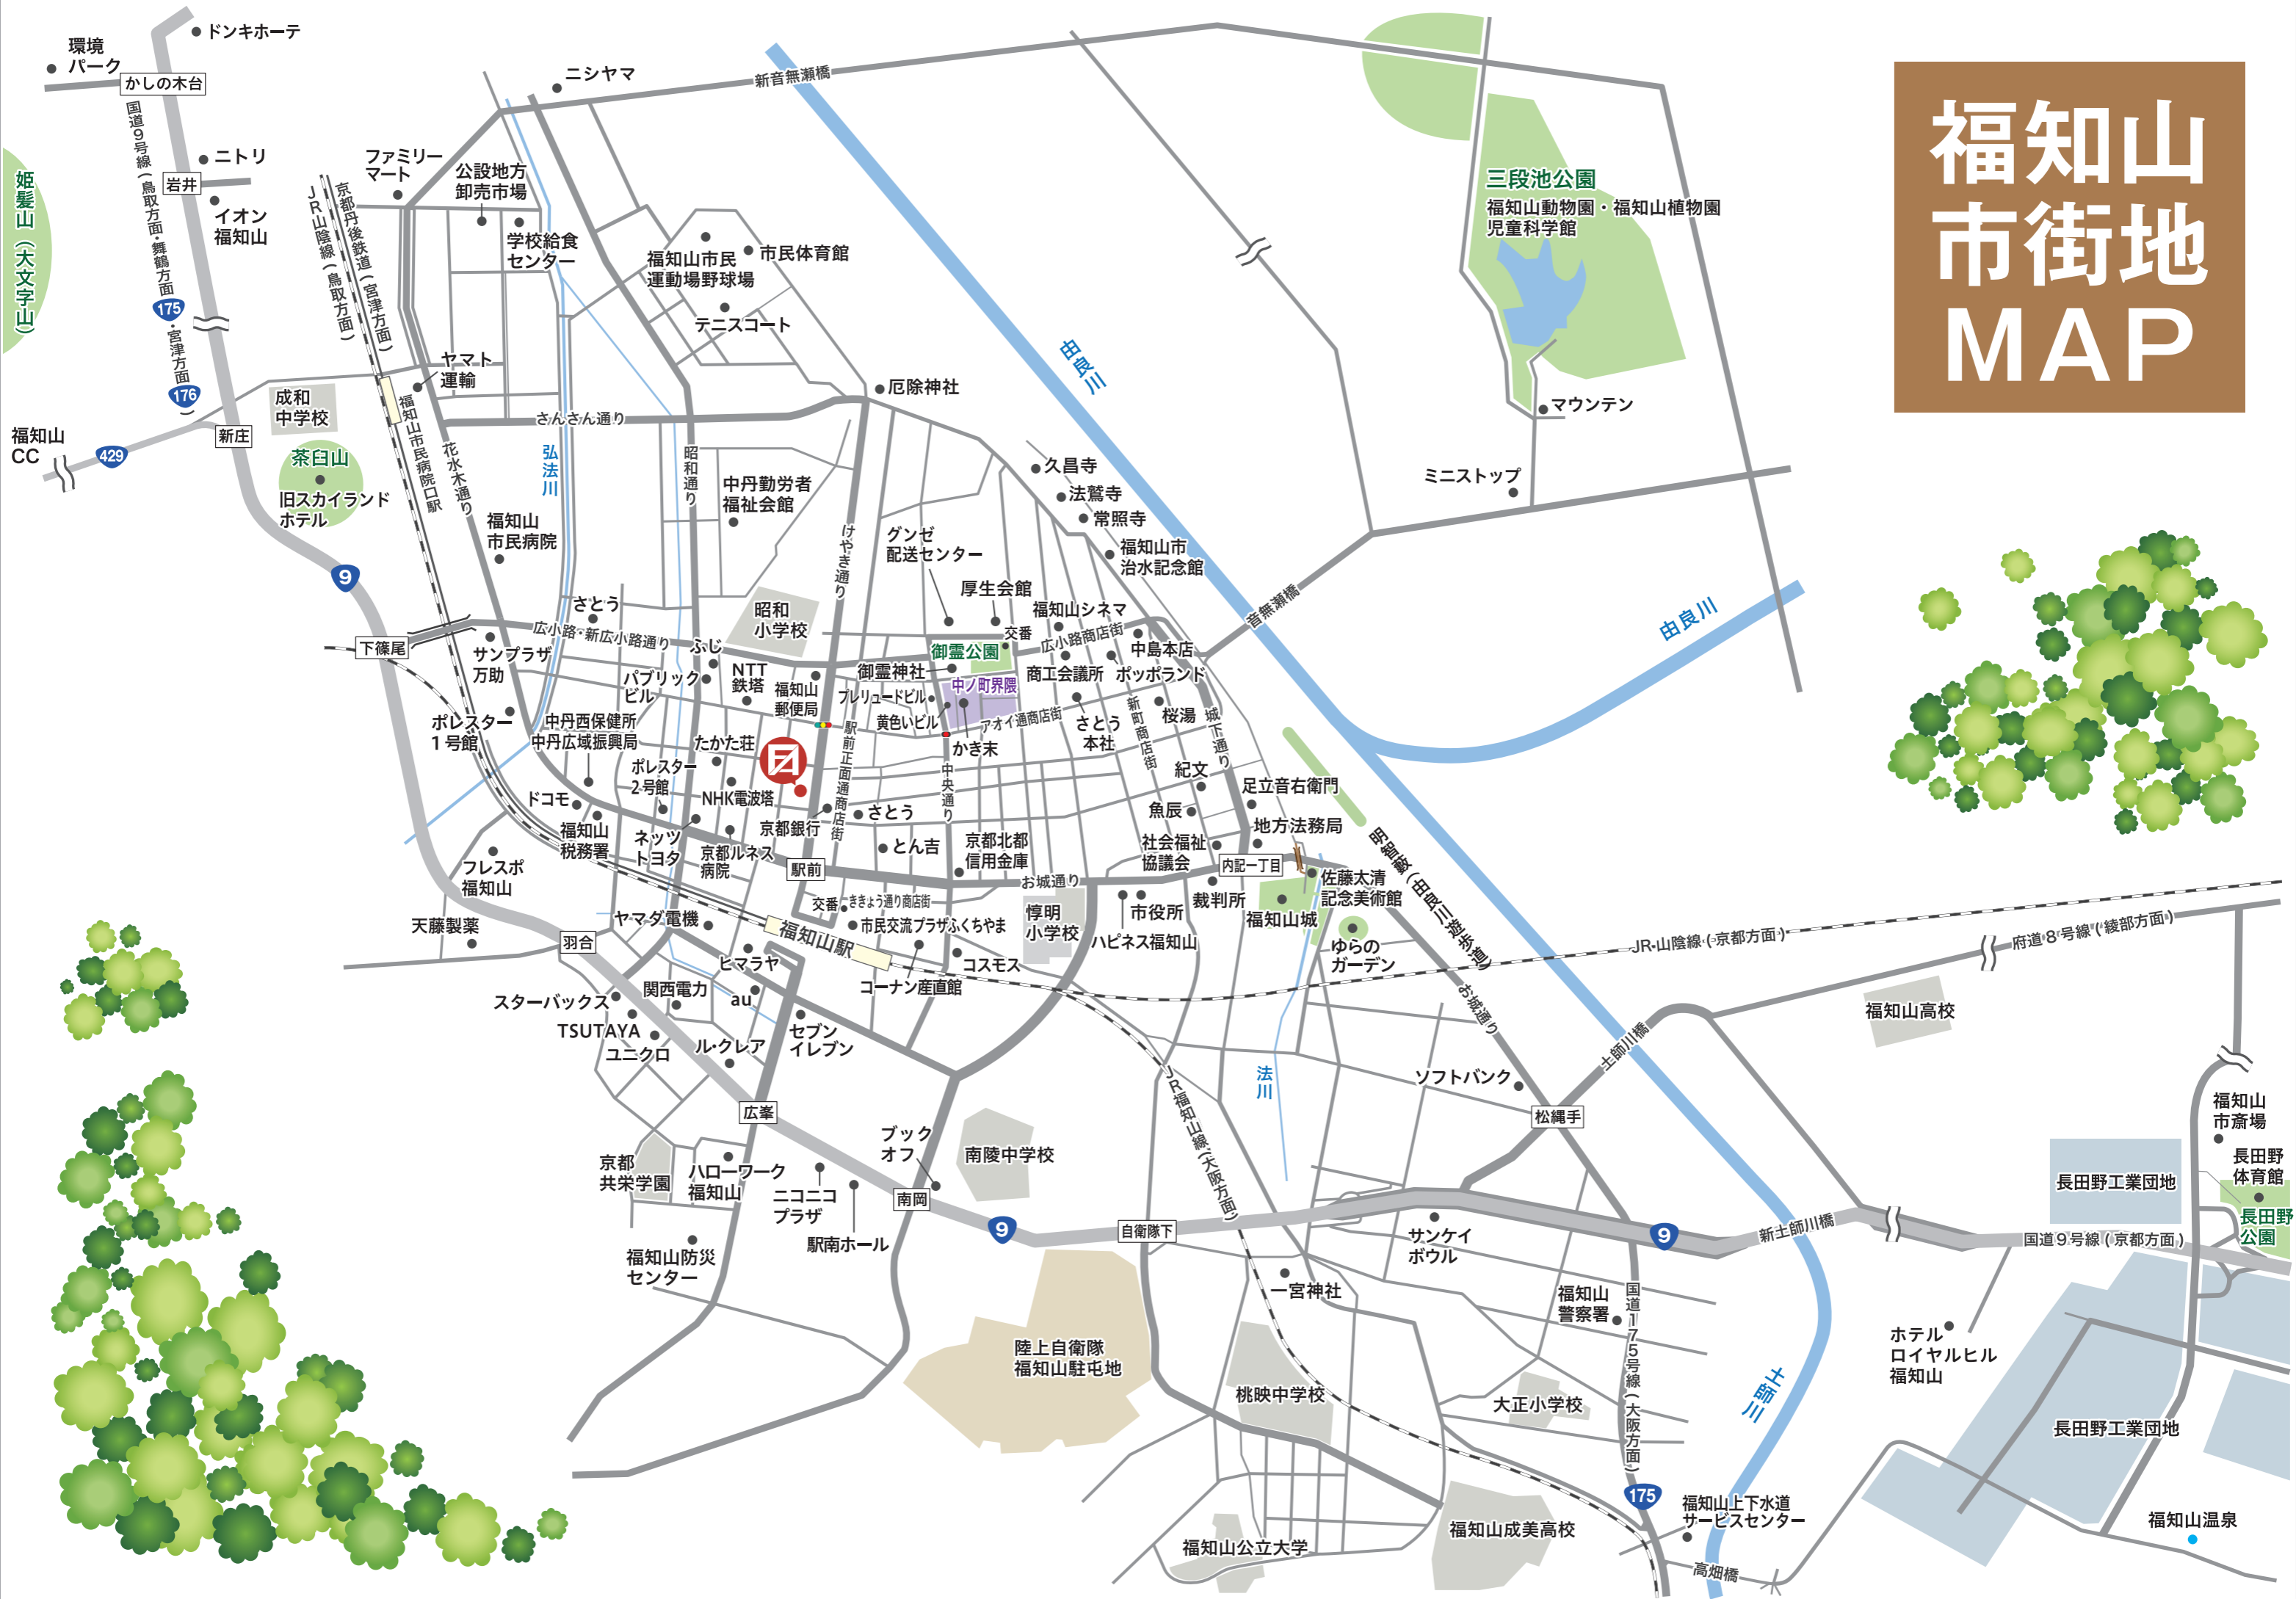 福知山
市街地
MAP
ドンキホーテ
環境
パーク
かしの木台
国道9号線(鳥取方面・舞鶴方面
175
・宮津方面
176
)
ニトリ
岩井
イオン
福知山
姫髪山(大文字山)
福知山
CC
429
新庄
成和
中学校
茶臼山
旧スカイランド
ホテル
9
下篠尾
JR山陰線(鳥取方面)
京都丹後鉄道(宮津方面)
ファミリー
マート
公設地方
卸売市場
学校給食
センター
ニシヤマ
新音無瀬橋
福知山市民
運動場野球場
市民体育館
テニスコート
ヤマト
運輸
福知山市民病院口駅
花水木通り
さんさん通り
弘法川
昭和通り
厄除神社
由良川
三段池公園
福知山動物園・福知山植物園
児童科学館
マウンテン
ミニストップ
福知山
市民病院
中丹勤労者
福祉会館
けやき通り
グンゼ
配送センター
厚生会館
久昌寺
法鷲寺
常照寺
福知山市
治水記念館
音無瀬橋
由良川
さとう
広小路・新広小路通り
昭和
小学校
ふじ
サンプラザ
万助
パブリック
ビル
NTT
鉄塔
福知山
郵便局
御霊神社
御霊公園
交番
福知山シネマ
広小路商店街
中島本店
商工会議所
ポッポランド
プレリュードビル
中ノ町界隈
黄色いビル
アオイ通商店街
かき末
さとう
本社
新町商店街
桜湯
城下通り
ポレスター
1号館
中丹西保健所
中丹広域振興局
たかた荘
ポレスター
2号館
NHK電波塔
駅前正面通商店街
中央通り
紀文
足立音右衛門
魚辰
ドコモ
福知山
税務署
ネッツ
トヨタ
京都ルネス
病院
京都銀行
さとう
とん吉
京都北都
信用金庫
社会福祉
協議会
地方法務局
内記一丁目
駅前
お城通り
明智藪(由良川遊歩道)
佐藤太清
記念美術館
福知山城
裁判所
市役所
ハピネス福知山
惇明
小学校
ゆらの
ガーデン
フレスポ
福知山
天藤製薬
羽合
ヤマダ電機
交番
ききょう通り商店街
市民交流プラザふくちやま
福知山駅
ヒマラヤ
コスモス
コーナン産直館
スターバックス
関西電力
au
TSUTAYA
ユニクロ
ル・クレア
セブン
イレブン
JR山陰線(京都方面)
府道8号線(綾部方面)
お城通り
土師川橋
福知山高校
法川
ソフトバンク
松縄手
JR福知山線(大阪方面)
広峯
ブック
オフ
南陵中学校
京都
共栄学園
ハローワーク
福知山
ニコニコ
プラザ
駅南ホール
南岡
9
自衛隊下
福知山防災
センター
サンケイ
ボウル
9
新土師川橋
国道9号線(京都方面)
福知山
市斎場
長田野
体育館
長田野
公園
長田野工業団地
一宮神社
陸上自衛隊
福知山駐屯地
福知山
警察署
国道175号線(大阪方面)
桃映中学校
大正小学校
土師川
ホテル
ロイヤルヒル
福知山
長田野工業団地
175
福知山上下水道
サービスセンター
福知山公立大学
福知山成美高校
高畑橋
福知山温泉